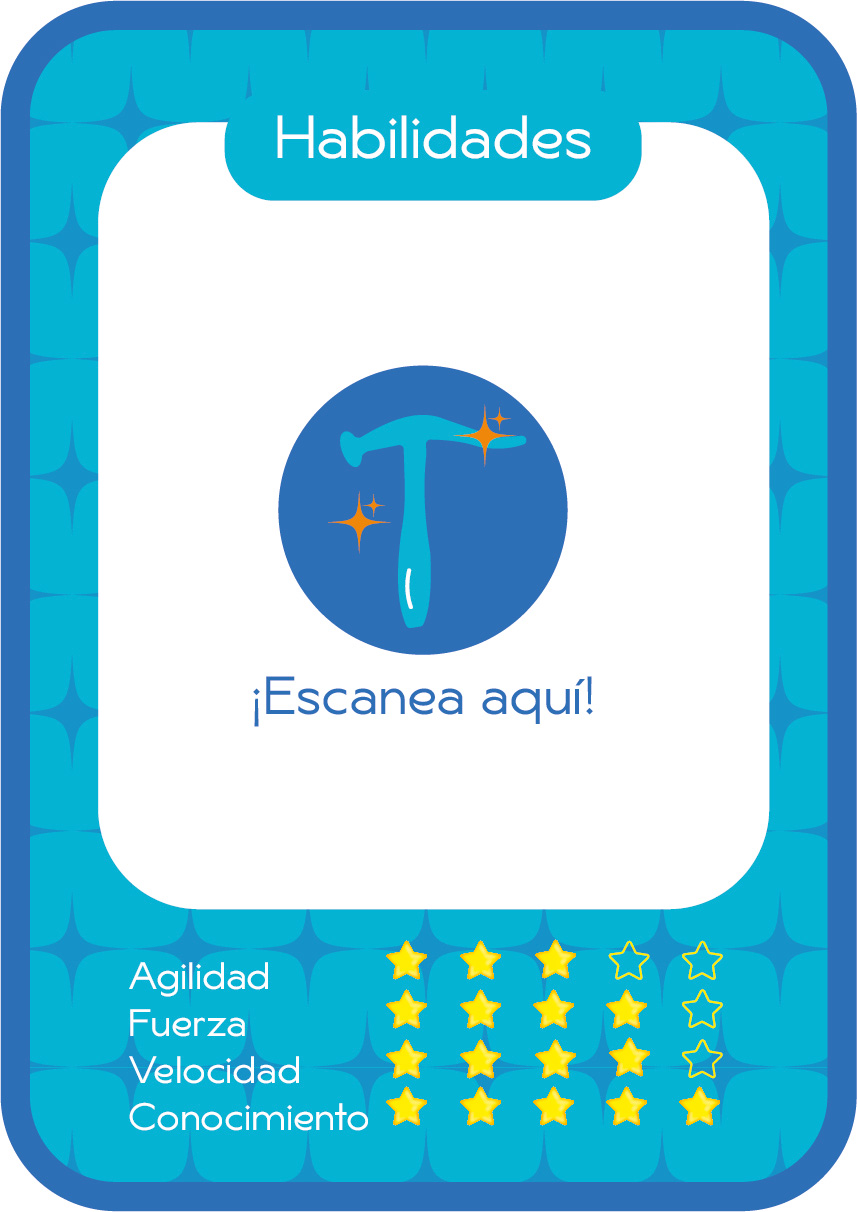 Habilidades
¡Escanea aquí!
Agilidad
Fuerza
Velocidad
Conocimiento